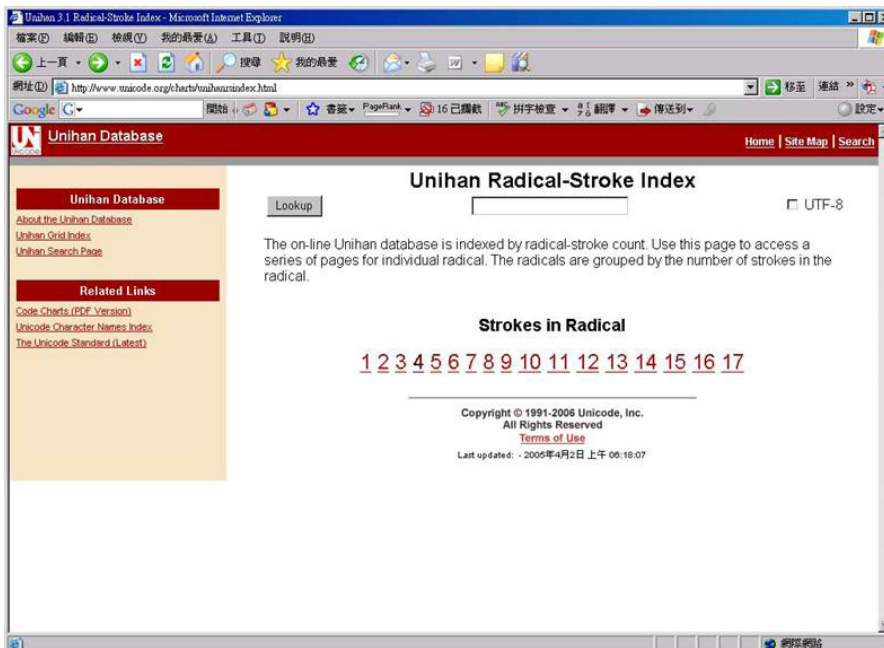 Unihan 3.1 Radical-Stroke Index - Microsoft Internet Explorer
檔案(F) 編輯(E) 檢視(V) 我的最愛(A) 工具(T) 說明(H)
上一頁 搜尋 我的最愛
網址(D) http://www.unicode.org/charts/unihanrsindex.html 移至 連結 »
Google G 開始 書籤 PageRank 16 已攔截 拼字檢查 翻譯 傳送到 設定
Unihan Database
Home | Site Map | Search
Unihan Database
About the Unihan Database
Unihan Grid Index
Unihan Search Page
Related Links
Code Charts (PDF Version)
Unicode Character Names Index
The Unicode Standard (Latest)
Unihan Radical-Stroke Index
Lookup UTF-8
The on-line Unihan database is indexed by radical-stroke count. Use this page to access a
series of pages for individual radical. The radicals are grouped by the number of strokes in the
radical.
Strokes in Radical
1 2 3 4 5 6 7 8 9 10 11 12 13 14 15 16 17
Copyright © 1991-2006 Unicode, Inc.
All Rights Reserved
Terms of Use
Last updated: - 2005年4月2日 上午 06:18:07
網際網路